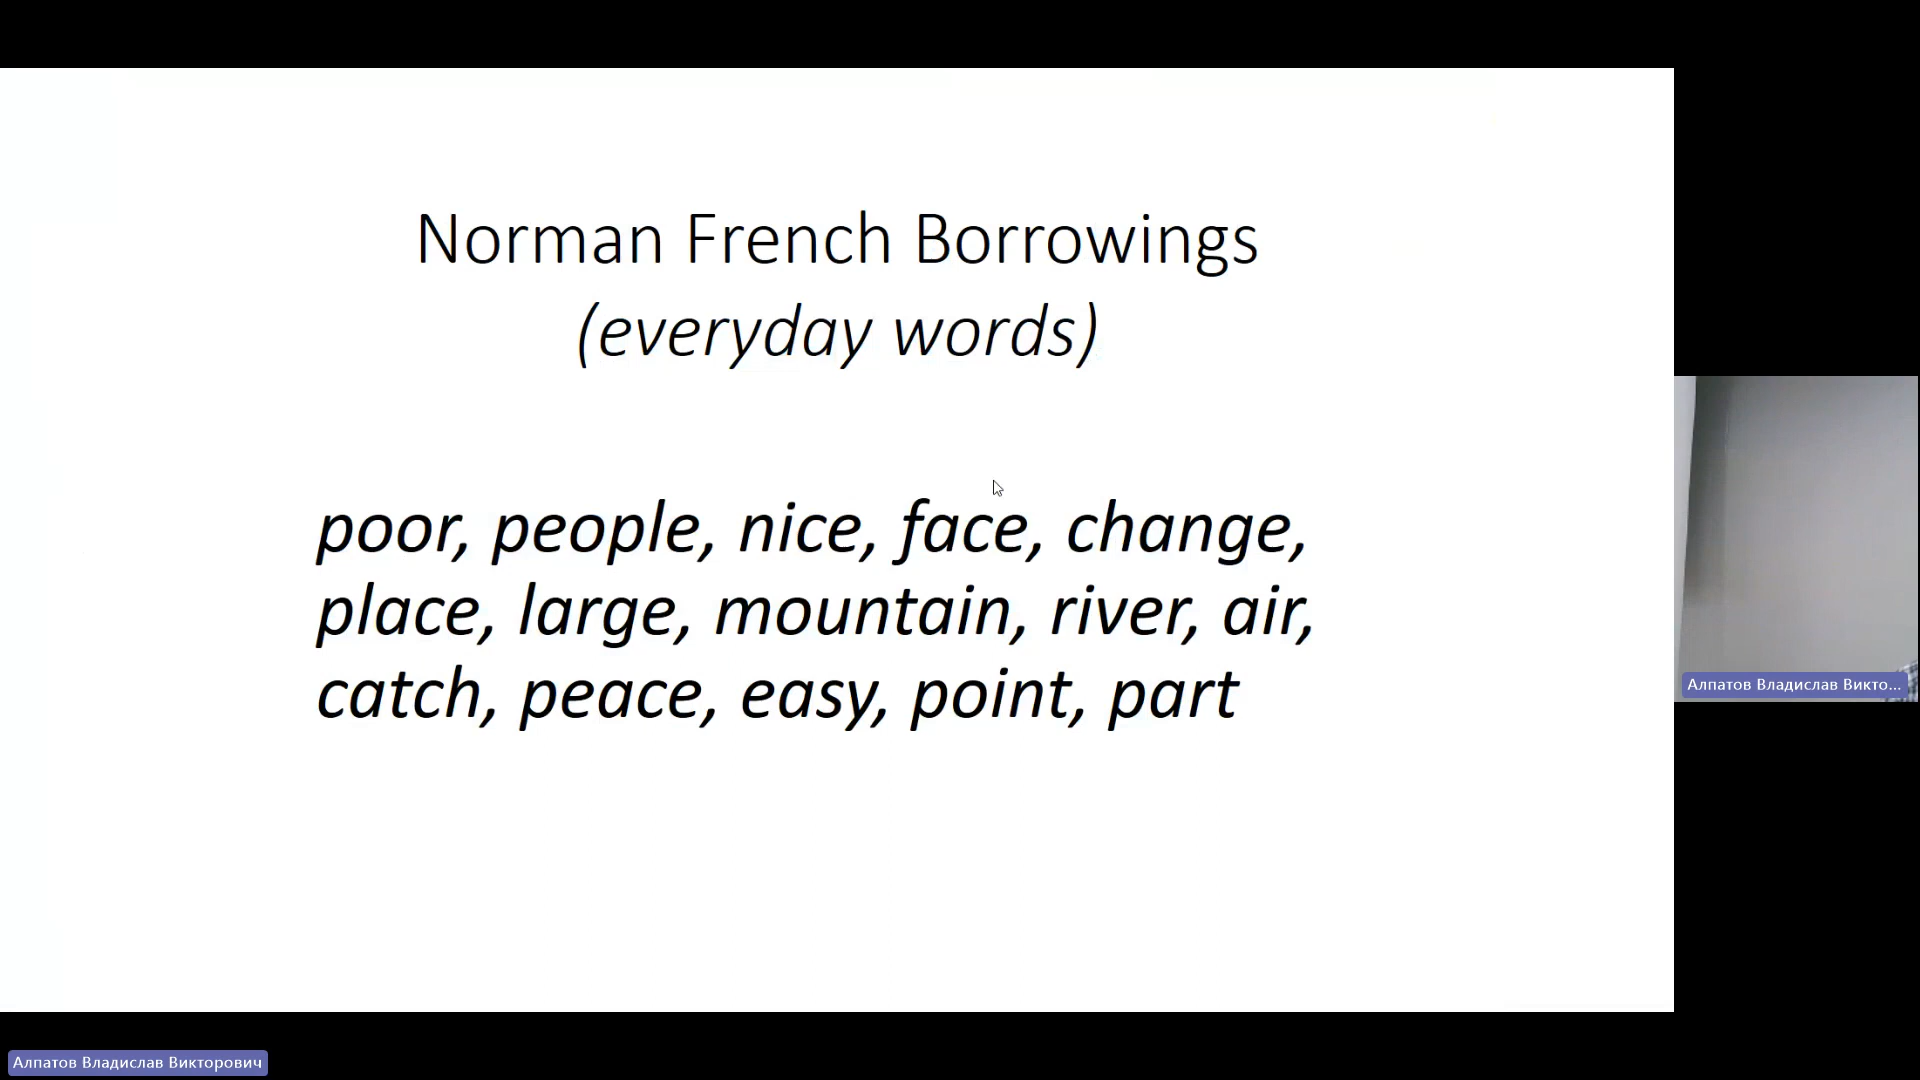 Norman French Borrowings
(everyday words)
poor, people, nice, face, change,
place, large, mountain, river, air,
catch, peace, easy, point, part
Алпатов Владислав Викто...
Алпатов Владислав Викторович